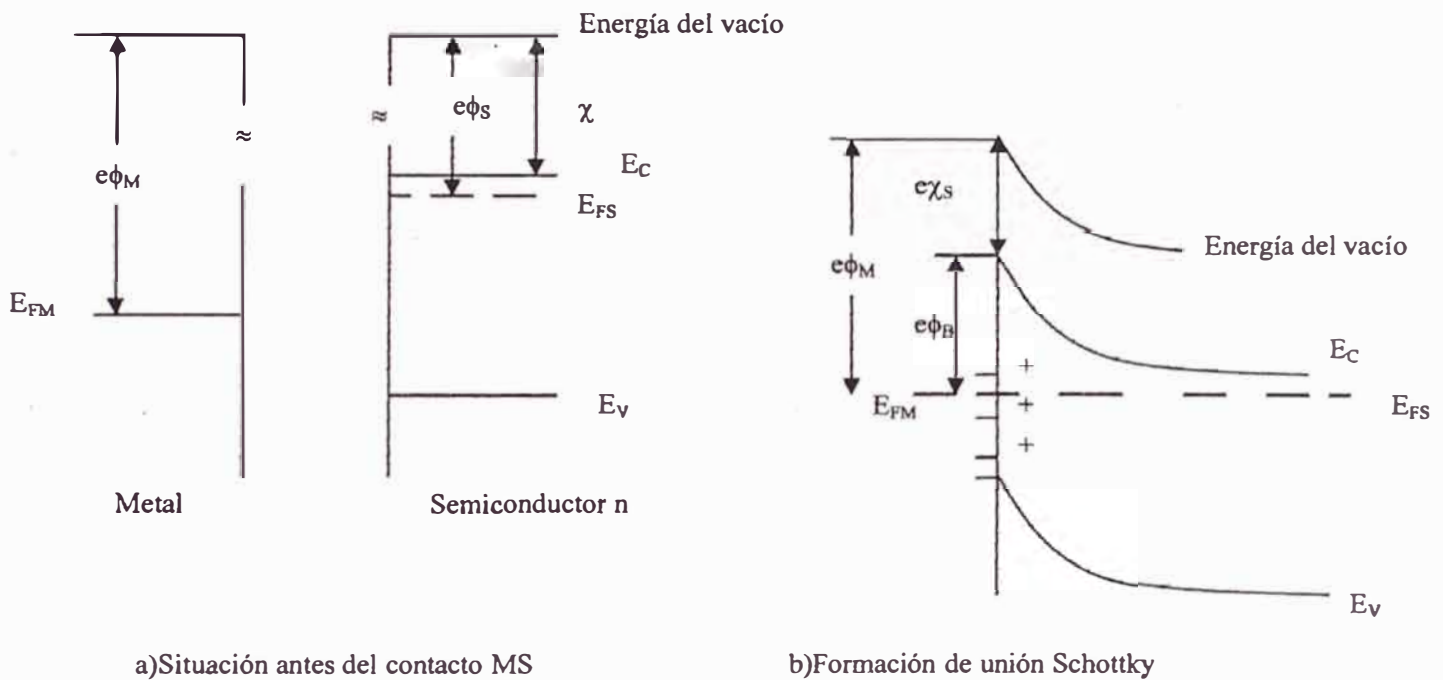 Energía del vacío
eϕM
≈
≈
eϕS
χ
EC
EFS
EFM
EV
Metal
Semiconductor n
a)Situación antes del contacto MS
eχS
Energía del vacío
eϕM
eϕB
EC
+
EFM
+
EFS
+
EV
b)Formación de unión Schottky